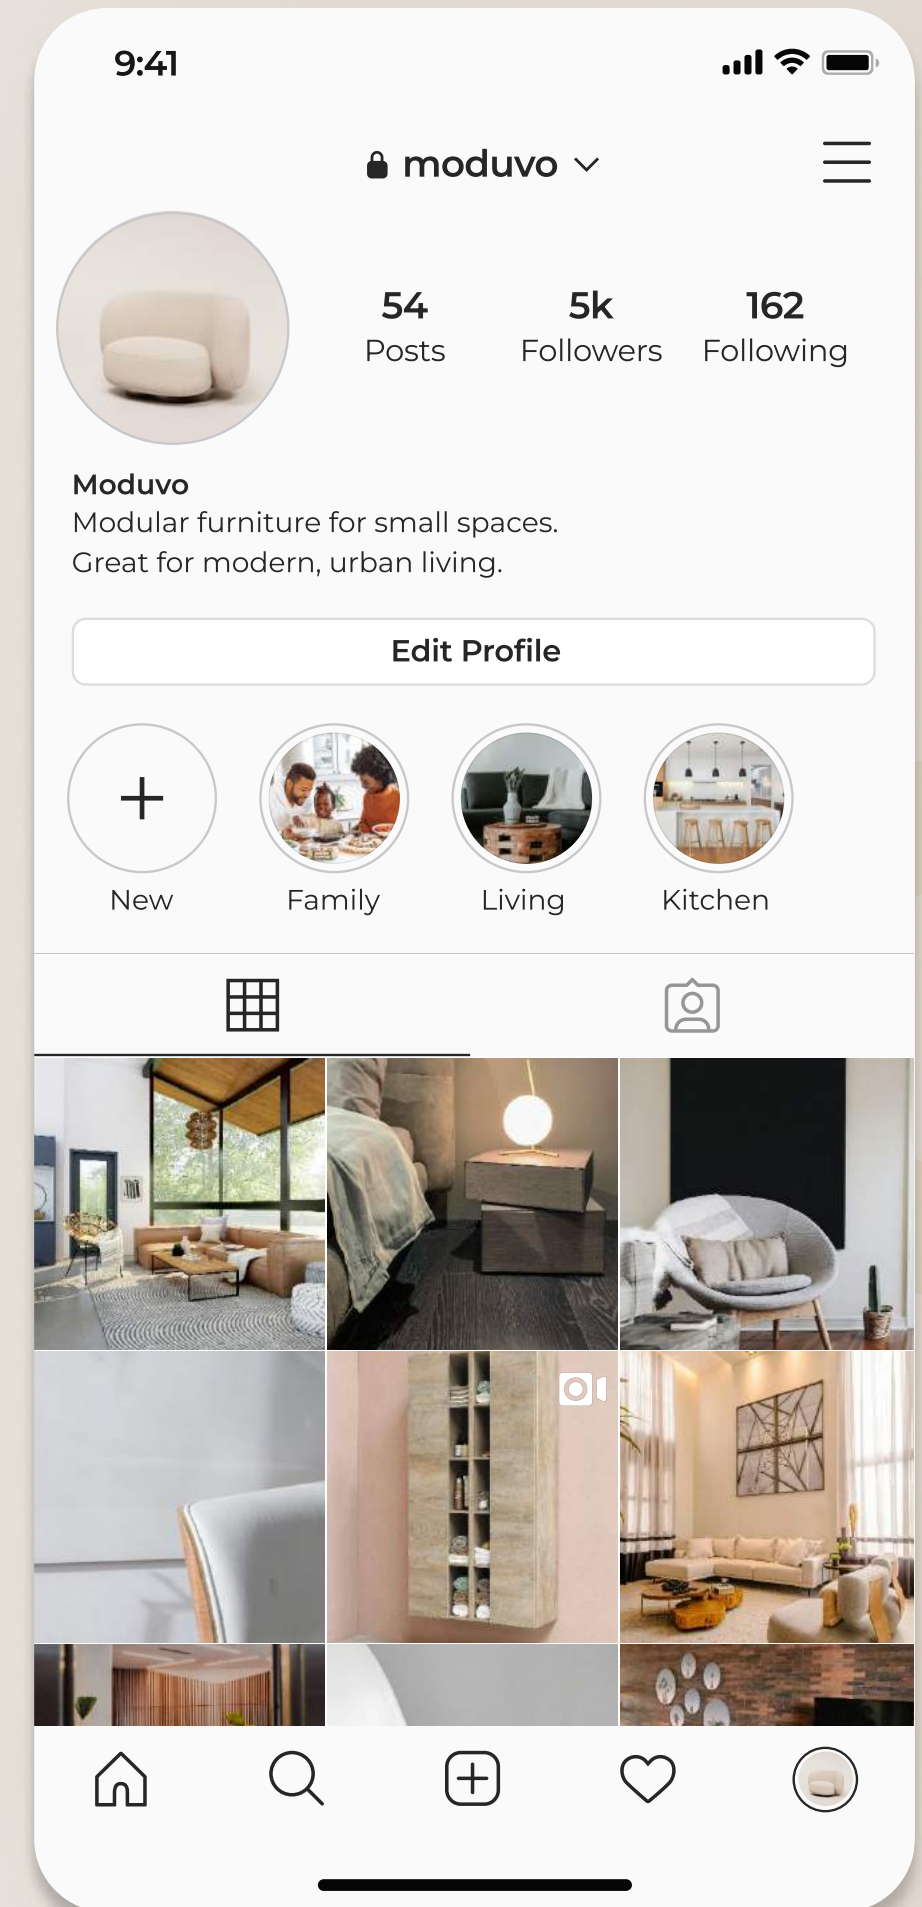 9:41
moduvo
54 5k 162
Posts Followers Following
Moduvo
Modular furniture for small spaces.
Great for modern, urban living.
Edit Profile
New Family Living Kitchen